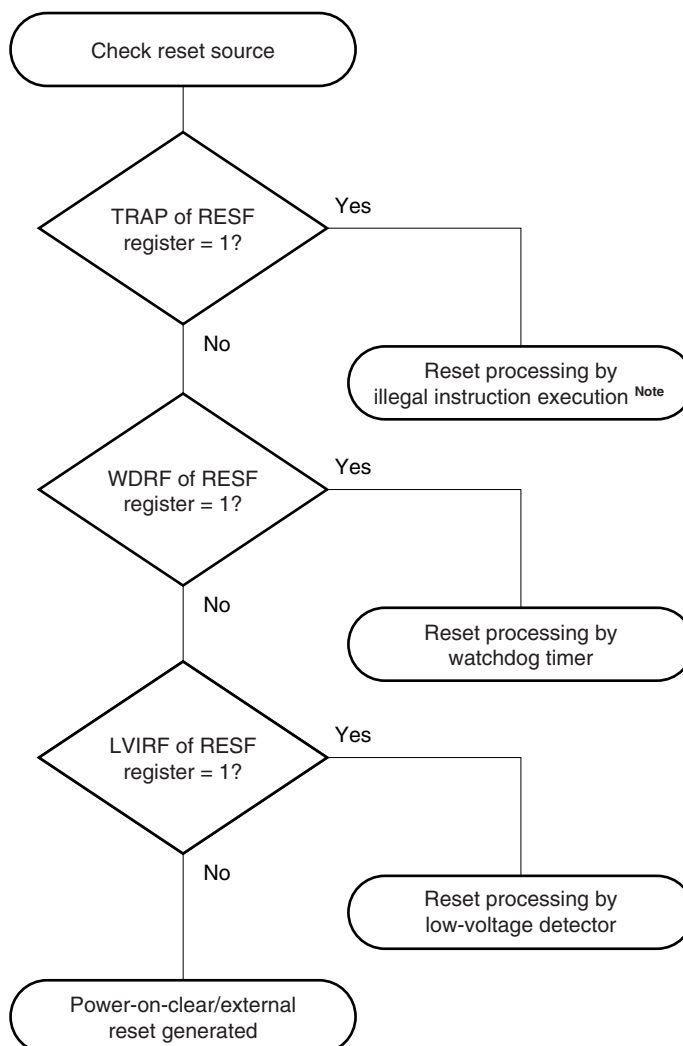 Check reset source
TRAP of RESF
register = 1?
Yes
No
Reset processing by
illegal instruction execution Note
WDRF of RESF
register = 1?
Yes
No
Reset processing by
watchdog timer
LVIRF of RESF
register = 1?
Yes
No
Reset processing by
low-voltage detector
Power-on-clear/external
reset generated